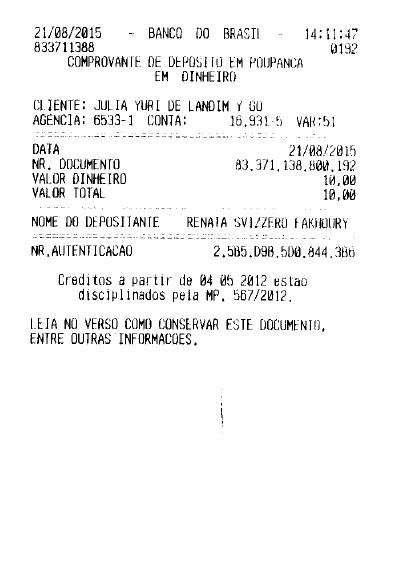 21/08/2015 - BANCO DO BRASIL - 14:11:47
833711388 0192
COMPROVANTE DE DEPOSITO EM POUPANCA
EM DINHEIRO
CLIENTE: JULIA YURI DE LANDIM Y GO
AGENCIA: 6533-1 CONTA: 16.931-5 VAR:51
DATA 21/08/2015
NR. DOCUMENTO 83.371.138.800.192
VALOR DINHEIRO 10,00
VALOR TOTAL 10,00
NOME DO DEPOSITANTE RENATA SVIZZERO FAKHOURY
NR.AUTENTICACAO 2.585.D98.5D0.844.386
Creditos a partir de 04 05 2012 estao
disciplinados pela MP. 567/2012.
LEIA NO VERSO COMO CONSERVAR ESTE DOCUMENTO,
ENTRE OUTRAS INFORMACOES.